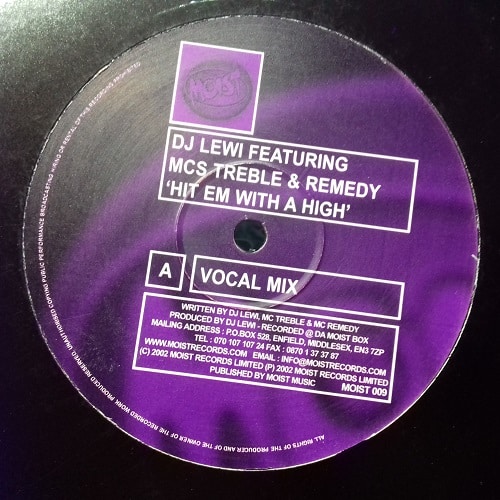 MOIST
DJ LEWI FEATURING
MCS TREBLE & REMEDY
'HIT EM WITH A HIGH'
A
VOCAL MIX
WRITTEN BY DJ LEWI, MC TREBLE & MC REMEDY
PRODUCED BY DJ LEWI - RECORDED @ DA MOIST BOX
MAILING ADDRESS : P.O.BOX 528, ENFIELD, MIDDLESEX, EN3 7ZP
TEL: 070 107 107 24 FAX : 0870 1 37 37 87
WWW.MOISTRECORDS.COM EMAIL : INFO@MOISTRECORDS.COM
(C) 2002 MOIST RECORDS LIMITED (P) 2002 MOIST RECORDS LIMITED
PUBLISHED BY MOIST MUSIC
MOIST 009
ALL RIGHTS OF THE PRODUCER AND OF THE OWNER OF THE RECORDED WORK PRODUCED RESERVED. UNAUTHORISED COPYING PUBLIC PERFORMANCE BROADCASTING HIRING OR RENTAL OF THIS RECORDING PROHIBITED